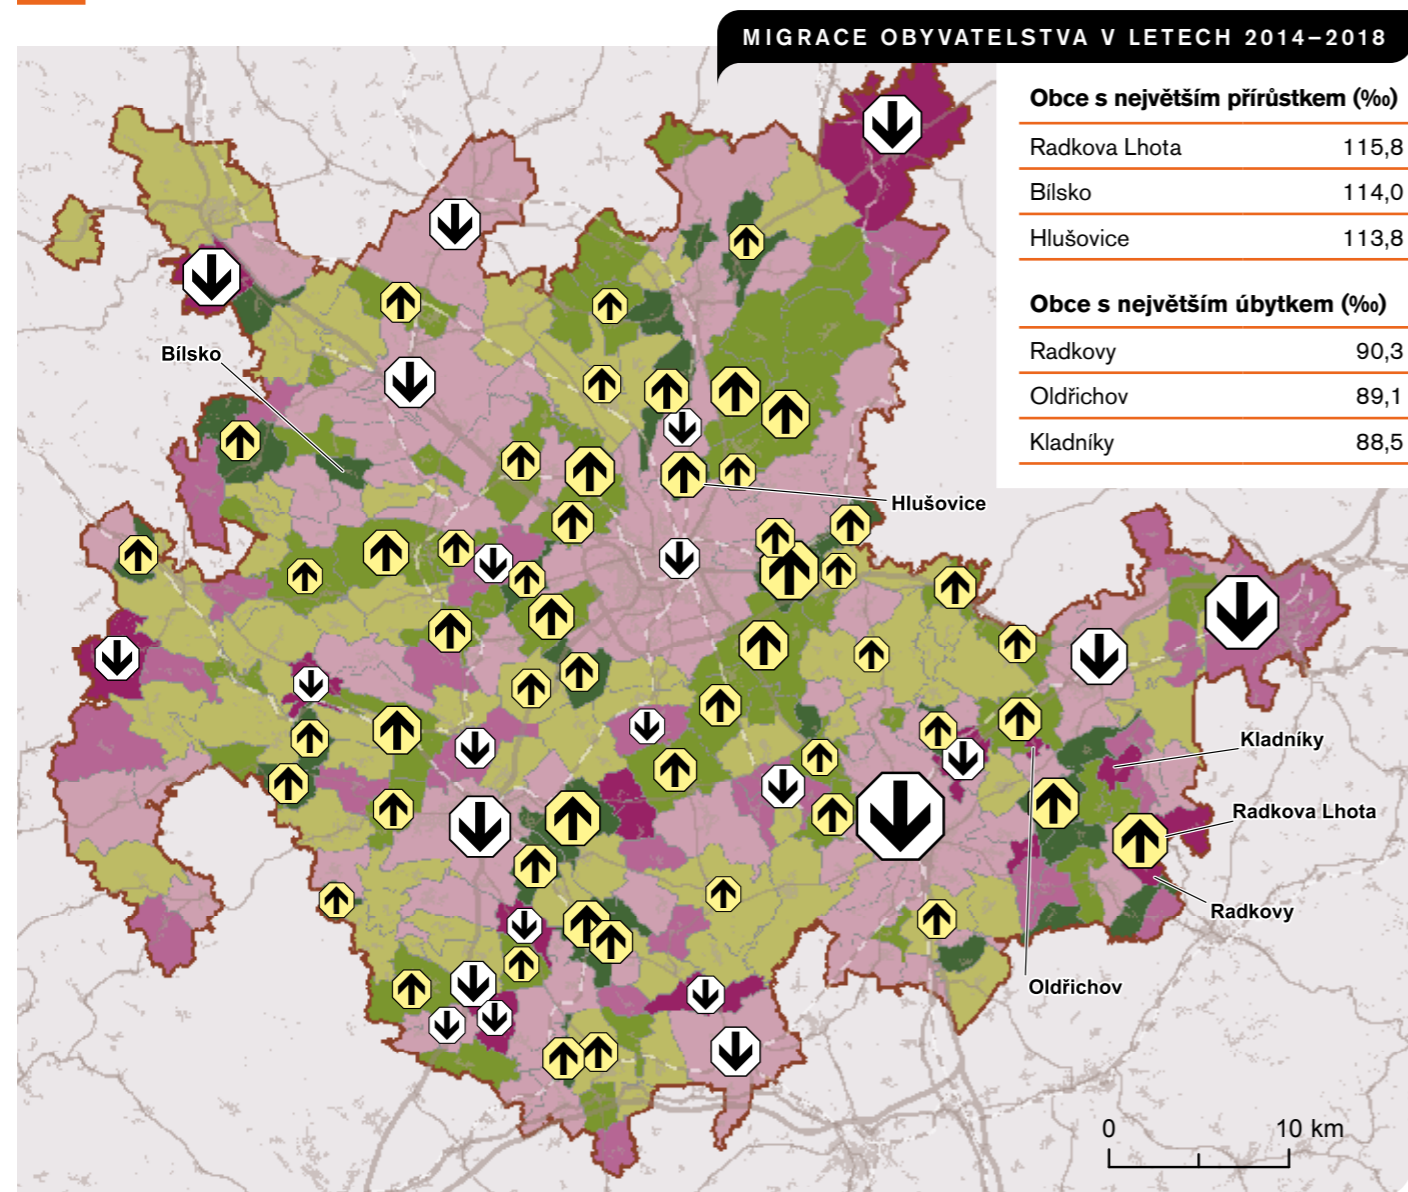 MIGRACE OBYVATELSTVA V LETECH 2014–2018
Obce s největším přírůstkem (‰)
Radkova Lhota 115,8
Bílsko 114,0
Hlušovice 113,8
Obce s největším úbytkem (‰)
Radkovy 90,3
Oldřichov 89,1
Kladníky 88,5
Bílsko
Hlušovice
Kladníky
Radkova Lhota
Radkovy
Oldřichov
0 10 km